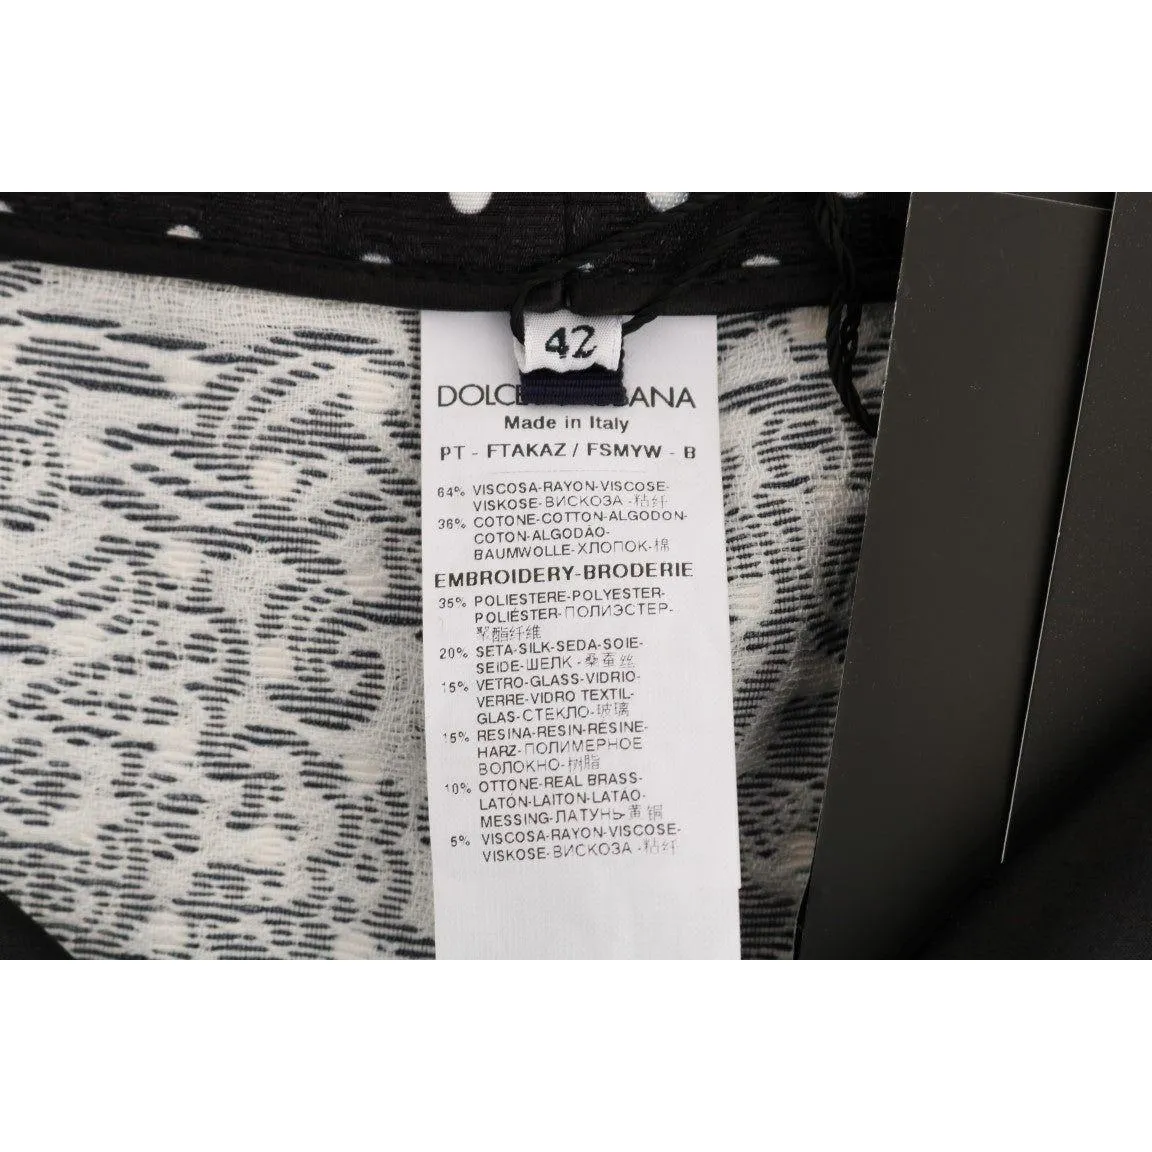 42
DOLCE BANA
Made in Italy
PT - FTAKAZ / FSMYW - B
64% VISCOSA-RAYON-VISCOSE-
VISKOSE-ВИСКОЗА -粘纤
36% COTONE-COTTON-ALGODON-
COTON-ALGODÃO-
BAUMWOLLE-ХЛОПОК-棉
EMBROIDERY-BRODERIE
35% POLIESTERE-POLYESTER-
POLIÉSTER-ПОЛИЭСТЕР-
聚酯纤维
20% SETA-SILK-SEDA-SOIE-
SEIDE-ШЕЛК -桑蚕丝
15% VETRO-GLASS-VIDRIO-
VERRE-VIDRO TEXTIL-
GLAS-СТЕКЛО-玻璃
15% RESINA-RESIN-RÉSINE-
HARZ-ПОЛИМЕРНОЕ
ВОЛОКНО-树脂
10% OTTONE-REAL BRASS-
LATÓN-LAITON-LATÃO-
MESSING-ЛАТУНЬ-黄铜
5% VISCOSA-RAYON-VISCOSE-
VISKOSE-ВИСКОЗА -粘纤